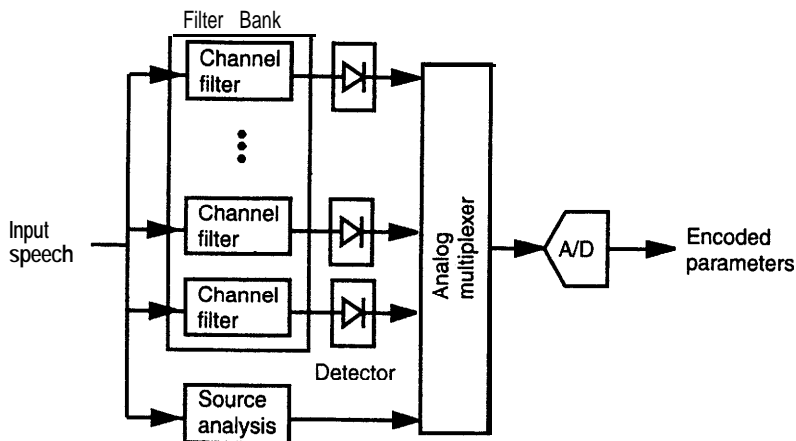 Filter Bank
Channel
filter
Channel
filter
Input
speech
Channel
filter
Detector
Source
analysis
Analog
multiplexer
A/D
Encoded
parameters